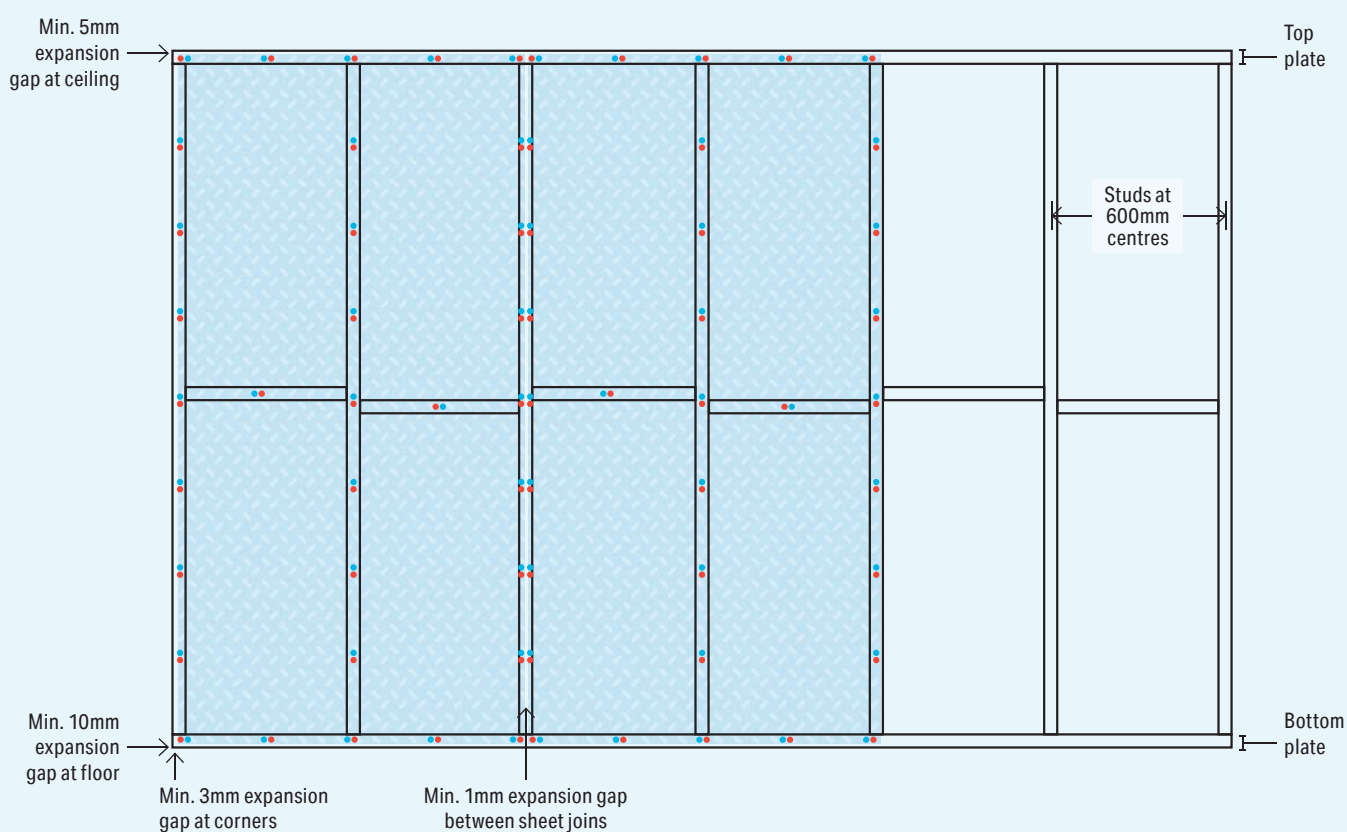 Min. 5mm
expansion
gap at ceiling
Top
plate
Studs at
600mm
centres
Min. 10mm
expansion
gap at floor
Bottom
plate
Min. 3mm expansion
gap at corners
Min. 1mm expansion gap
between sheet joins